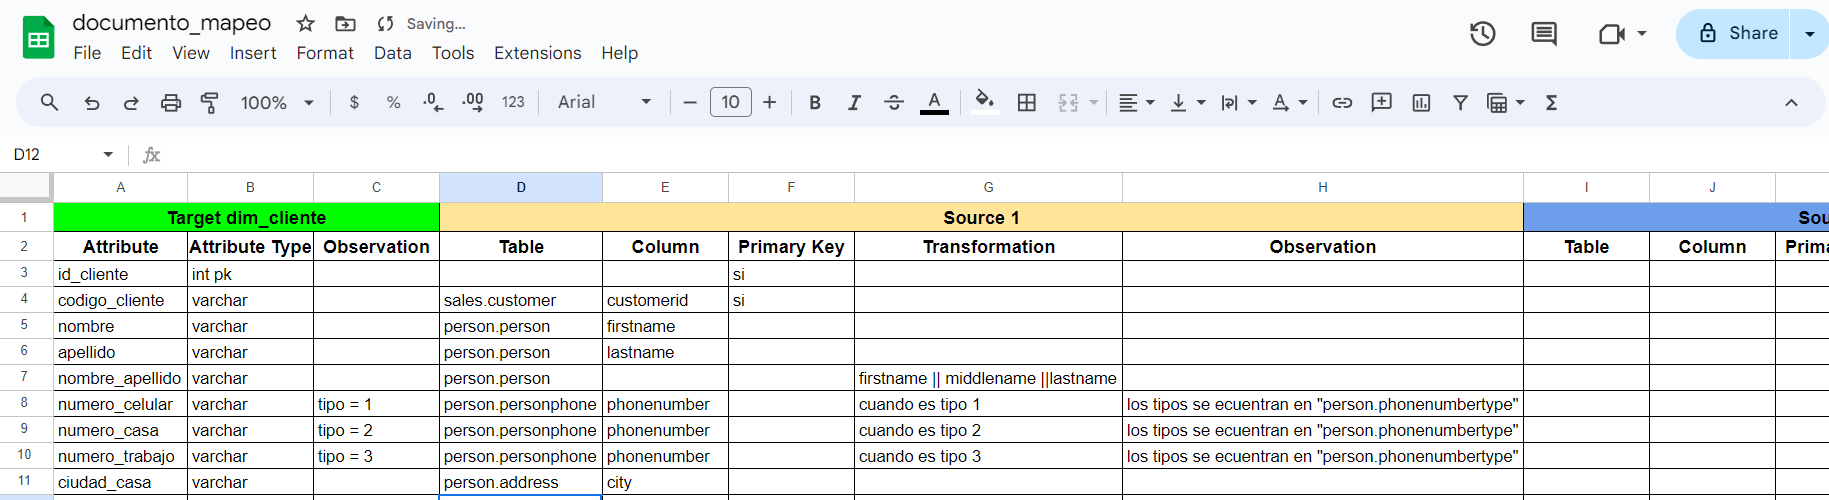 documento_mapeo Saving...
File Edit View Insert Format Data Tools Extensions Help
Share
100% $ % .0 .00 123 Arial 10 B I A A Σ
D12 fx
A B C D E F G H I J
1 Target dim_cliente Source 1 Sou
2 Attribute Attribute Type Observation Table Column Primary Key Transformation Observation Table Column Prima
3 id_cliente int pk si
4 codigo_cliente varchar sales.customer customerid si
5 nombre varchar person.person firstname
6 apellido varchar person.person lastname
7 nombre_apellido varchar person.person firstname || middlename ||lastname
8 numero_celular varchar tipo = 1 person.personphone phonenumber cuando es tipo 1 los tipos se ecuentran en "person.phonenumbertype"
9 numero_casa varchar tipo = 2 person.personphone phonenumber cuando es tipo 2 los tipos se ecuentran en "person.phonenumbertype"
10 numero_trabajo varchar tipo = 3 person.personphone phonenumber cuando es tipo 3 los tipos se ecuentran en "person.phonenumbertype"
11 ciudad_casa varchar person.address city